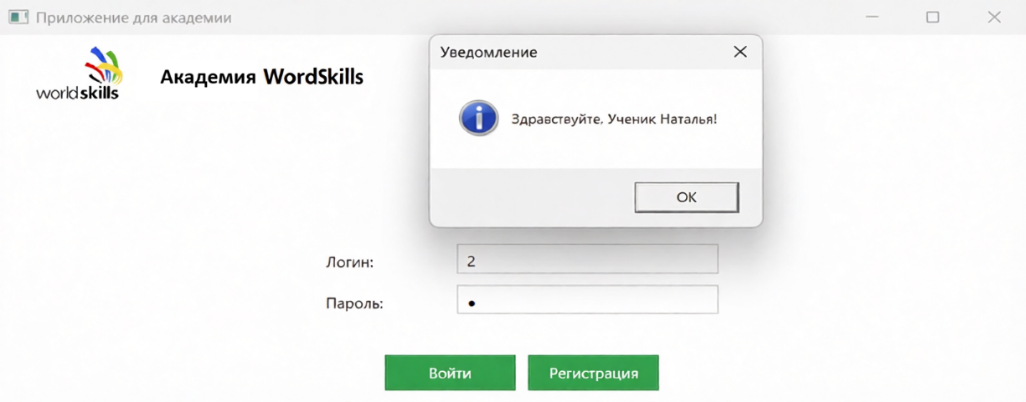 Приложение для академии
Уведомление
worldskills
Академия WordSkills
Здравствуйте. Ученик Наталья!
OK
Логин:
2
Пароль:
Войти
Регистрация